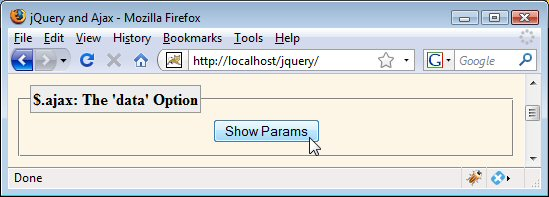 jQuery and Ajax - Mozilla Firefox
File Edit View History Bookmarks Tools Help
http://localhost/jquery/ G Google
$.ajax: The 'data' Option
Show Params
Done